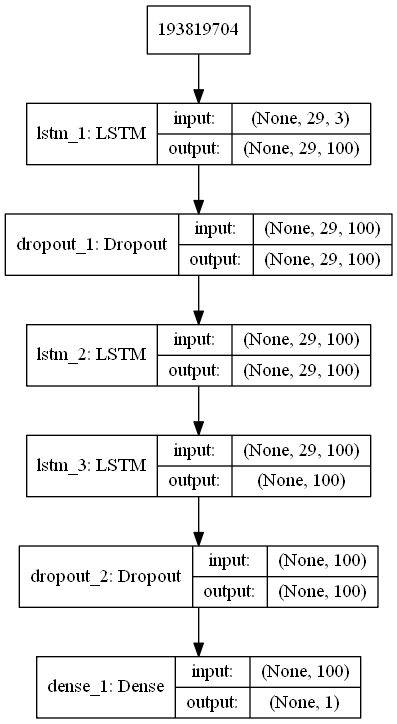 193819704
lstm_1: LSTM
input: (None, 29, 3)
output: (None, 29, 100)
dropout_1: Dropout
input: (None, 29, 100)
output: (None, 29, 100)
lstm_2: LSTM
input: (None, 29, 100)
output: (None, 29, 100)
lstm_3: LSTM
input: (None, 29, 100)
output: (None, 100)
dropout_2: Dropout
input: (None, 100)
output: (None, 100)
dense_1: Dense
input: (None, 100)
output: (None, 1)